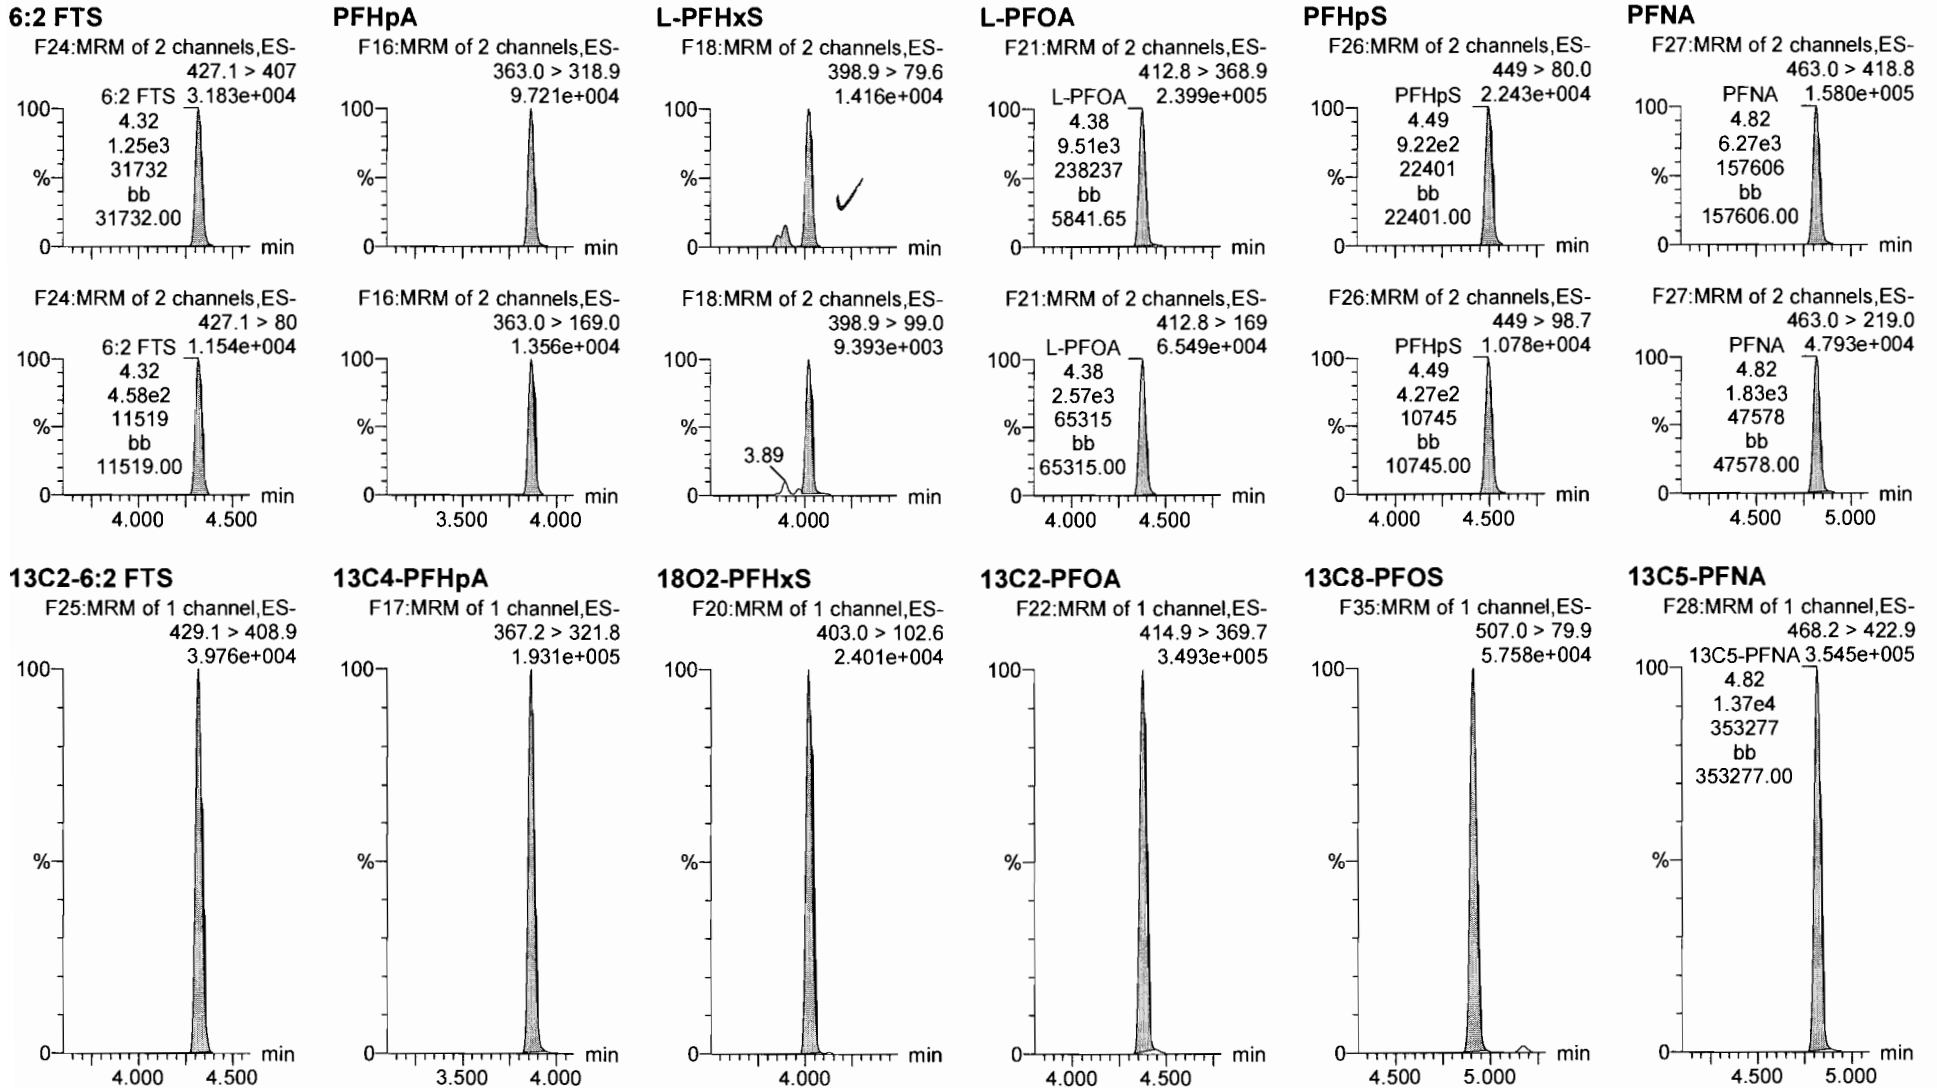 6:2 FTS
F24:MRM of 2 channels,ES-
427.1 > 407
6:2 FTS 3.183e+004
100
4.32
1.25e3
31732
%
bb
31732.00
0
min
PFHpA
F16:MRM of 2 channels,ES-
363.0 > 318.9
9.721e+004
100
%
0
min
L-PFHxS
F18:MRM of 2 channels,ES-
398.9 > 79.6
1.416e+004
100
%
0
min
L-PFOA
F21:MRM of 2 channels,ES-
412.8 > 368.9
L-PFOA 2.399e+005
100
4.38
9.51e3
238237
%
bb
5841.65
0
min
PFHpS
F26:MRM of 2 channels,ES-
449 > 80.0
PFHpS 2.243e+004
100
4.49
9.22e2
22401
%
bb
22401.00
0
min
PFNA
F27:MRM of 2 channels,ES-
463.0 > 418.8
PFNA 1.580e+005
100
4.82
6.27e3
157606
%
bb
157606.00
0
min
F24:MRM of 2 channels,ES-
427.1 > 80
6:2 FTS 1.154e+004
100
4.32
4.58e2
11519
%
bb
11519.00
0
min
4.000 4.500
F16:MRM of 2 channels,ES-
363.0 > 169.0
1.356e+004
100
%
0
min
3.500 4.000
F18:MRM of 2 channels,ES-
398.9 > 99.0
9.393e+003
100
%
3.89
0
min
4.000
F21:MRM of 2 channels,ES-
412.8 > 169
L-PFOA 6.549e+004
100
4.38
2.57e3
65315
%
bb
65315.00
0
min
4.000 4.500
F26:MRM of 2 channels,ES-
449 > 98.7
PFHpS 1.078e+004
100
4.49
4.27e2
10745
%
bb
10745.00
0
min
4.000 4.500
F27:MRM of 2 channels,ES-
463.0 > 219.0
PFNA 4.793e+004
100
4.82
1.83e3
47578
%
bb
47578.00
0
min
4.500 5.000
13C2-6:2 FTS
F25:MRM of 1 channel,ES-
429.1 > 408.9
3.976e+004
100
%
0
min
4.000 4.500
13C4-PFHpA
F17:MRM of 1 channel,ES-
367.2 > 321.8
1.931e+005
100
%
0
min
3.500 4.000
18O2-PFHxS
F20:MRM of 1 channel,ES-
403.0 > 102.6
2.401e+004
100
%
0
min
4.000
13C2-PFOA
F22:MRM of 1 channel,ES-
414.9 > 369.7
3.493e+005
100
%
0
min
4.000 4.500
13C8-PFOS
F35:MRM of 1 channel,ES-
507.0 > 79.9
5.758e+004
100
%
0
min
4.500 5.000
13C5-PFNA
F28:MRM of 1 channel,ES-
468.2 > 422.9
13C5-PFNA 3.545e+005
100
4.82
1.37e4
353277
bb
353277.00
%
0
min
4.500 5.000